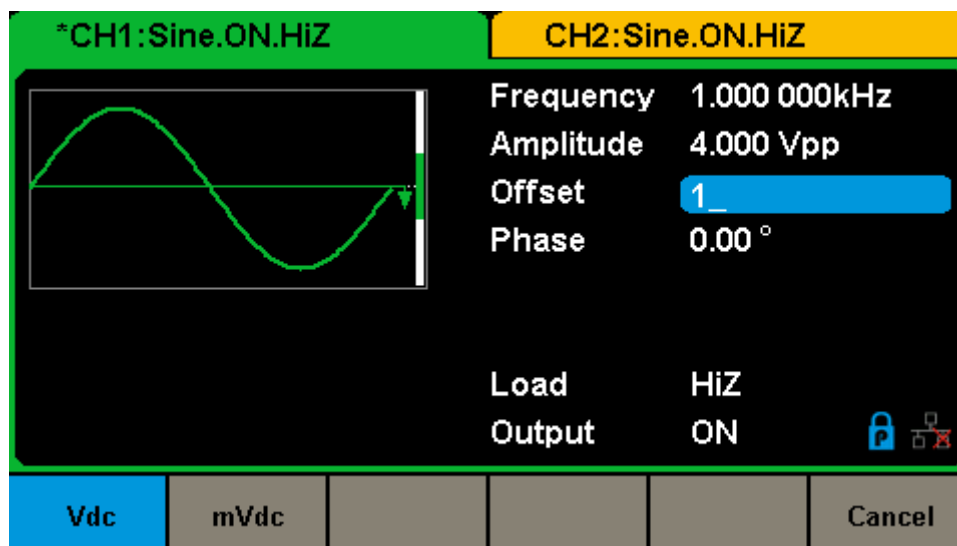 *CH1:Sine.ON.HiZ CH2:Sine.ON.HiZ
Frequency 1.000 000kHz
Amplitude 4.000 Vpp
Offset 1_
Phase 0.00 °
Load HiZ
Output ON P
Vdc mVdc Cancel